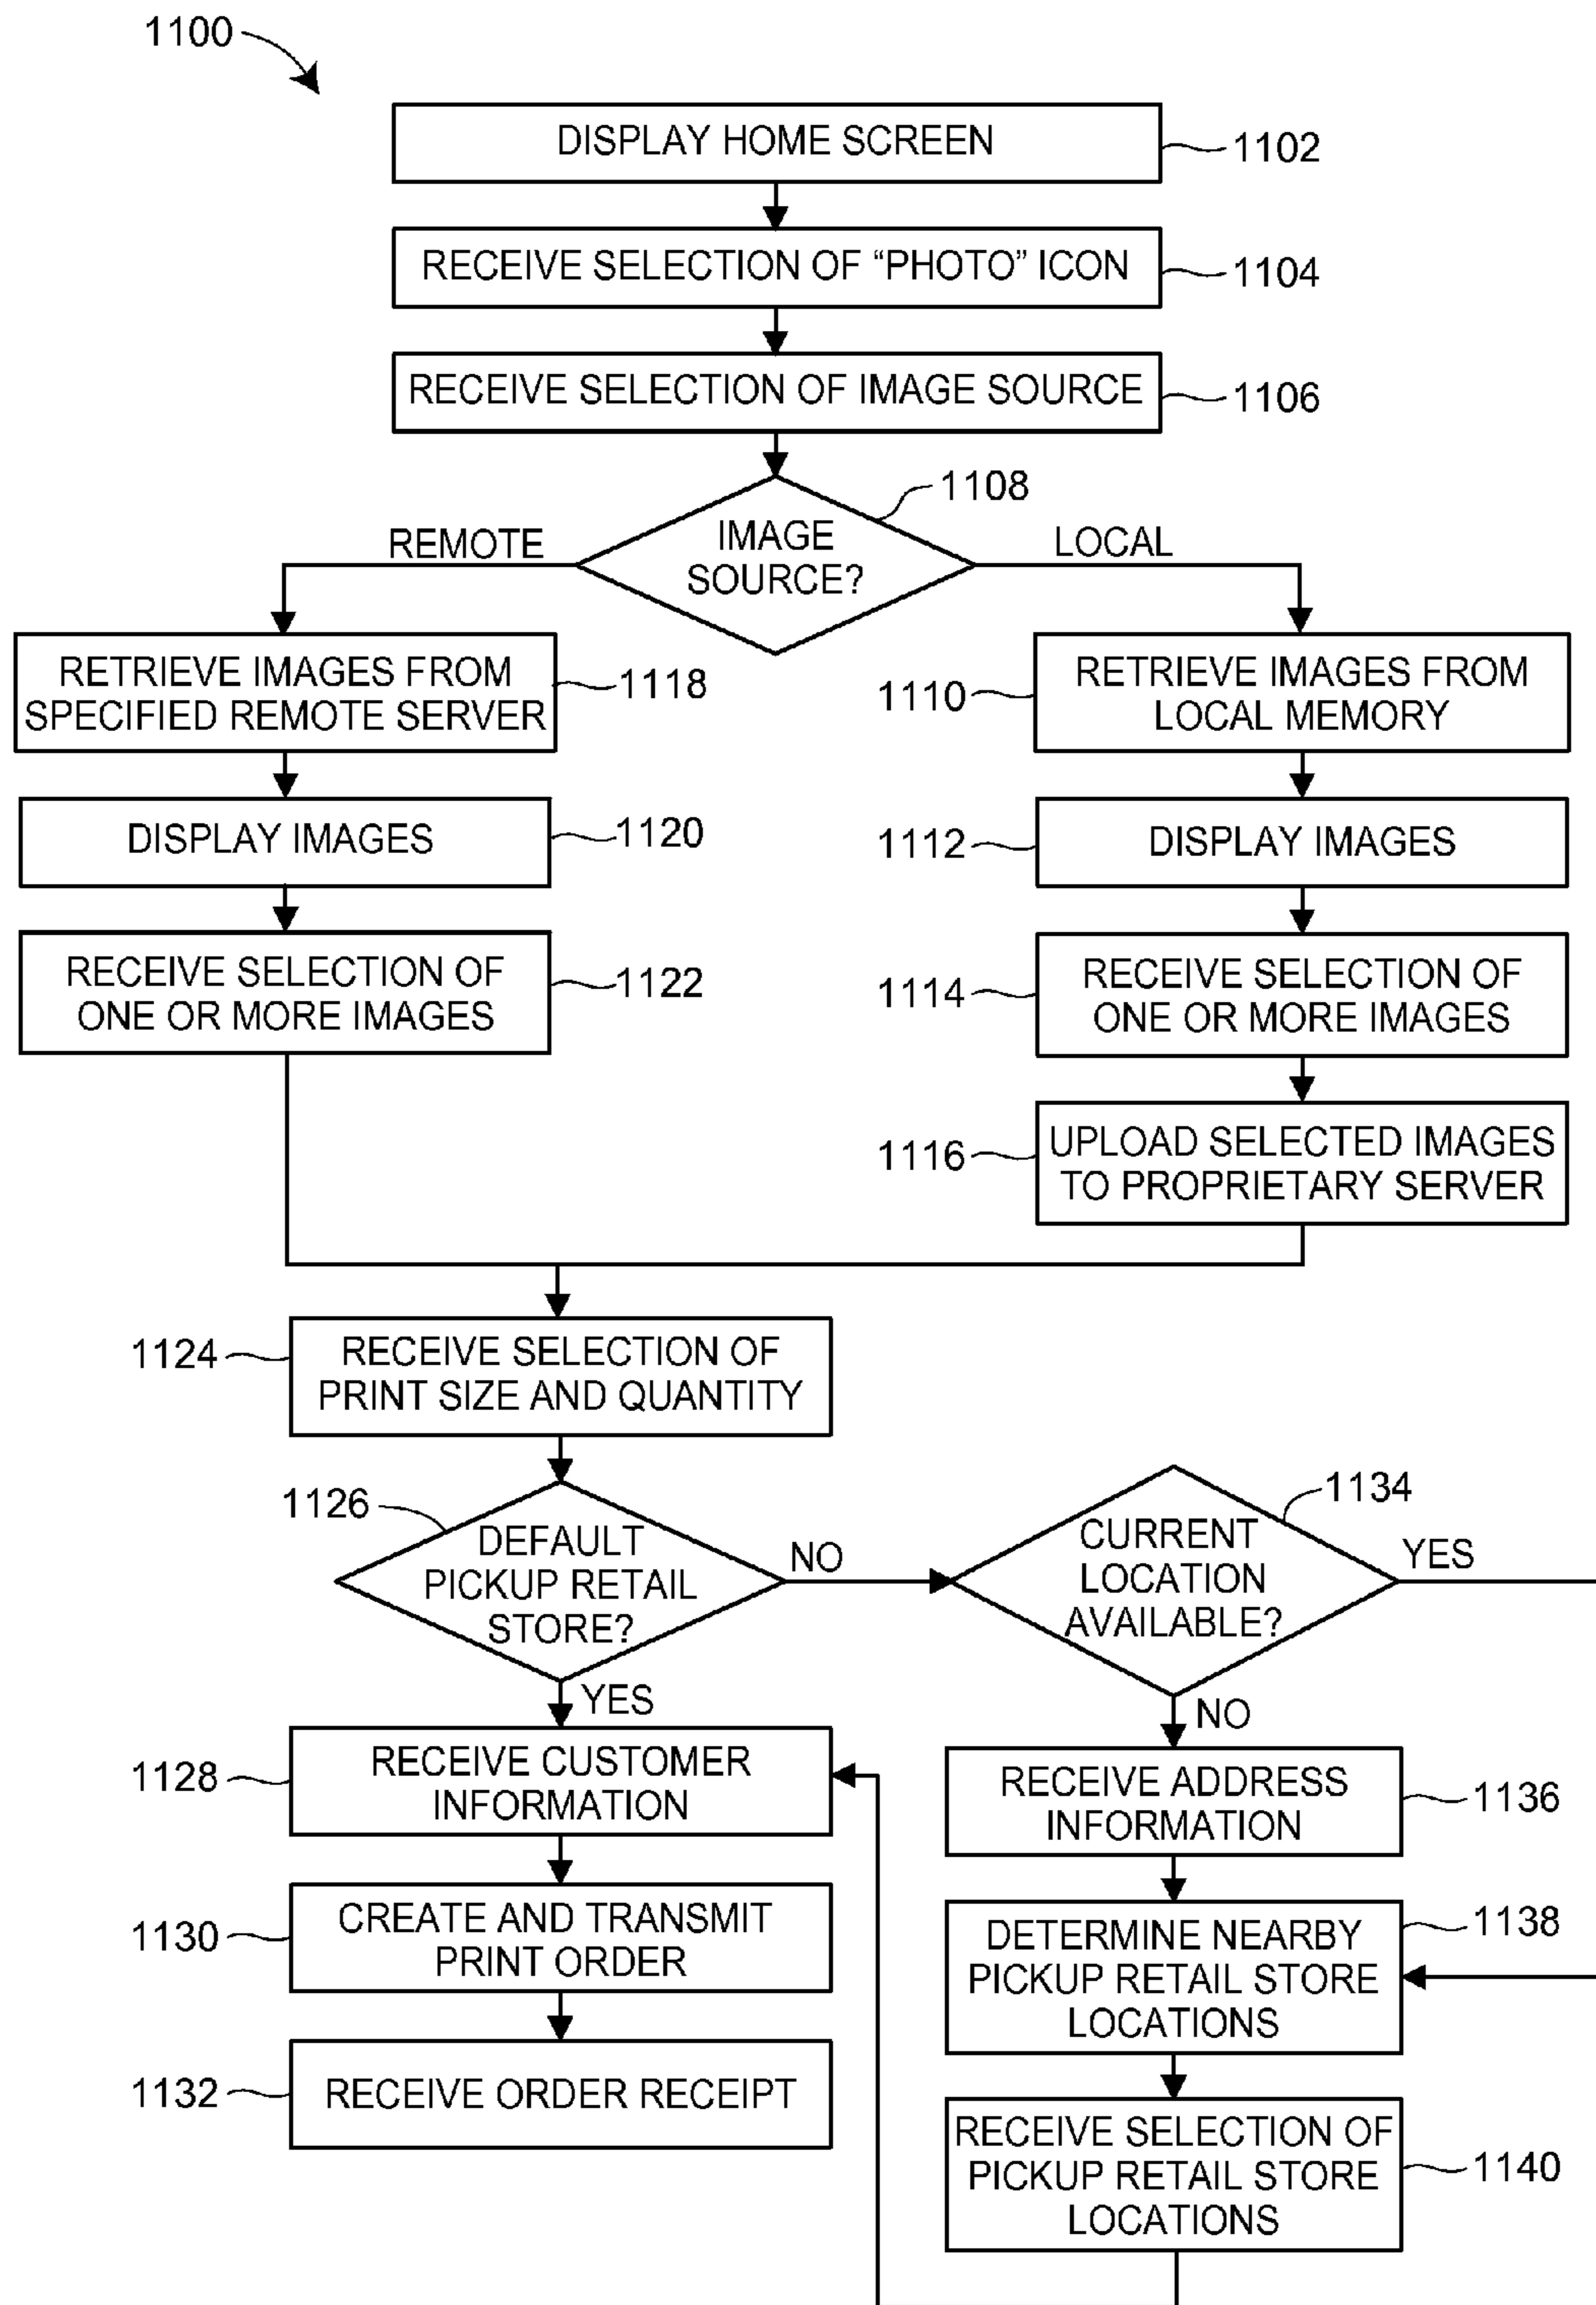 1100
DISPLAY HOME SCREEN
1102
RECEIVE SELECTION OF “PHOTO” ICON
1104
RECEIVE SELECTION OF IMAGE SOURCE
1106
1108
IMAGE
SOURCE?
REMOTE
LOCAL
RETRIEVE IMAGES FROM
SPECIFIED REMOTE SERVER
1118
DISPLAY IMAGES
1120
RECEIVE SELECTION OF
ONE OR MORE IMAGES
1122
1110
RETRIEVE IMAGES FROM
LOCAL MEMORY
1112
DISPLAY IMAGES
1114
RECEIVE SELECTION OF
ONE OR MORE IMAGES
1116
UPLOAD SELECTED IMAGES
TO PROPRIETARY SERVER
1124
RECEIVE SELECTION OF
PRINT SIZE AND QUANTITY
1126
DEFAULT
PICKUP RETAIL
STORE?
NO
YES
1128
RECEIVE CUSTOMER
INFORMATION
1130
CREATE AND TRANSMIT
PRINT ORDER
1132
RECEIVE ORDER RECEIPT
1134
CURRENT
LOCATION
AVAILABLE?
YES
NO
RECEIVE ADDRESS
INFORMATION
1136
DETERMINE NEARBY
PICKUP RETAIL STORE
LOCATIONS
1138
RECEIVE SELECTION OF
PICKUP RETAIL STORE
LOCATIONS
1140